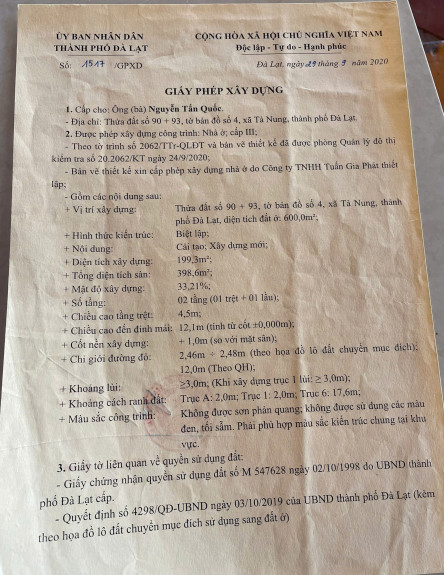 ỦY BAN NHÂN DÂN
THÀNH PHỐ ĐÀ LẠT
CỘNG HÒA XÃ HỘI CHỦ NGHĨA VIỆT NAM
Độc lập - Tự do - Hạnh phúc
Số: 1517 /GPXD
Đà Lạt, ngày 29 tháng 9 năm 2020
GIẤY PHÉP XÂY DỰNG
1. Cấp cho: Ông (bà) Nguyễn Tấn Quốc.
- Địa chỉ: Thửa đất số 90 + 93, tờ bản đồ số 4, xã Tà Nung, thành phố Đà Lạt.
2. Được phép xây dựng công trình: Nhà ở; cấp III;
- Theo tờ trình số 2062/TTr-QLĐT và bản vẽ thiết kế đã được phòng Quản lý đô thị
kiểm tra số 20.2062/KT ngày 24/9/2020;
- Bản vẽ thiết kế xin cấp phép xây dựng nhà ở do Công ty TNHH Tuấn Gia Phát thiết
lập;
- Gồm các nội dung sau:
+ Vị trí xây dựng: Thửa đất số 90 + 93, tờ bản đồ số 4, xã Tà Nung, thành
phố Đà Lạt, diện tích đất ở: 600,0m²;
+ Hình thức kiến trúc: Biệt lập;
+ Nội dung: Cải tạo; Xây dựng mới;
+ Diện tích xây dựng: 199,3m²;
+ Tổng diện tích sàn: 398,6m²;
+ Mật độ xây dựng: 33,21%;
+ Số tầng: 02 tầng (01 trệt + 01 lầu);
+ Chiều cao tầng trệt: 4,5m;
+ Chiều cao đến đỉnh mái: 12,1m (tính từ cốt ±0,000m);
+ Cốt nền xây dựng: + 1,0m (so với mặt sân);
+ Chỉ giới đường đỏ: 2,46m ÷ 2,48m (theo họa đồ lô đất chuyển mục đích);
12,0m (Theo QH);
+ Khoảng lùi: ≥3,0m; (Khi xây dựng trục 1 lùi: ≥ 3,0m);
+ Khoảng cách ranh đất: Trục A: 2,0m; Trục 1: 2,0m; Trục 6: 17,6m;
+ Màu sắc công trình: Không được sơn phản quang; không được sử dụng các màu
đen, tối sẫm. Phải phù hợp màu sắc kiến trúc chung tại khu
vực.
3. Giấy tờ liên quan về quyền sử dụng đất:
- Giấy chứng nhận quyền sử dụng đất số M 547628 ngày 02/10/1998 do UBND thành
phố Đà Lạt cấp.
- Quyết định số 4298/QĐ-UBND ngày 03/10/2019 của UBND thành phố Đà Lạt (kèm
theo họa đồ lô đất chuyển mục đích sử dụng sang đất ở)